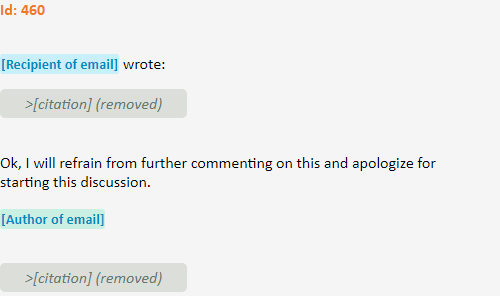 Id: 460
[Recipient of email] wrote:
>[citation] (removed)
Ok, I will refrain from further commenting on this and apologize for
starting this discussion.
[Author of email]
>[citation] (removed)